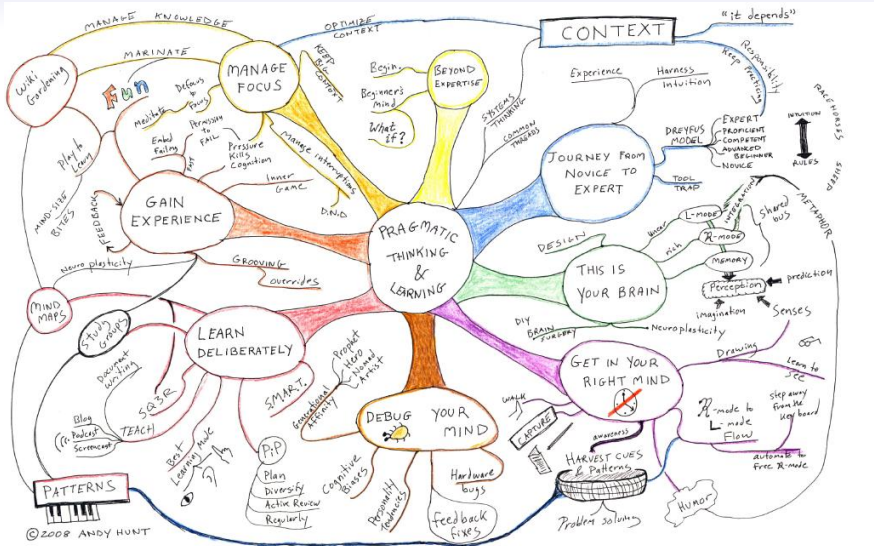 MANAGE KNOWLEDGE
OPTIMIZE
CONTEXT
CONTEXT
"it depends"
Responsibility
Keep Practicing
MARINATE
Wiki
Gardening
Fun
MANAGE
FOCUS
KEEP
BIG
CONTEXT
Defocus
to
Focus
Meditate
BEYOND
EXPERTISE
Begin
Beginner's
Mind
What
if?
SYSTEMS
THINKING
COMMON
THREADS
Experience
Harness
Intuition
JOURNEY FROM
NOVICE TO
EXPERT
DREYFUS
MODEL
EXPERT
PROFICIENT
COMPETENT
ADVANCED
BEGINNER
NOVICE
INTUITION
RULES
RACE HORSES
SHEEP
TOOL
TRAP
Play to
Learn
MIND-SIZE
BITES
Embed
Failing
FAST
Permission
to
FAIL
Pressure
Kills
Cognition
Manage interruptions
D.N.D
Inner
Game
GAIN
EXPERIENCE
FEEDBACK
Neuroplasticity
GROOVING
overrides
PRAGMATIC
THINKING
&
LEARNING
DESIGN
THIS IS
YOUR BRAIN
linear
L-MODE
rich
R-MODE
MEMORY
INTEGRATION
Shared
bus
METAPHOR
Perception
prediction
imagination
Senses
DIY
BRAIN
SURGERY
Neuroplasticity
MIND
MAPS
Study
Groups
LEARN
DELIBERATELY
Document
Writing
SQ3R
TEACH
Blog
Podcast
Screencast
Best
Learning Mode
S.M.A.R.T.
PiP
Plan
Diversify
Active Review
Regularly
Generational
Affinity
Prophet
Hero
Nomad
Artist
DEBUG YOUR
MIND
Cognitive
Biases
Personality
Tendencies
Hardware
bugs
feedback
fixes
GET IN YOUR
RIGHT MIND
Drawing
Learn to
See
WALK
CAPTURE
awareness
R-mode to
L-mode
Flow
step away
from the
keyboard
automate to
free R-mode
HARVEST CUES
& Patterns
Problem solving
Humor
PATTERNS
©2008 ANDY HUNT